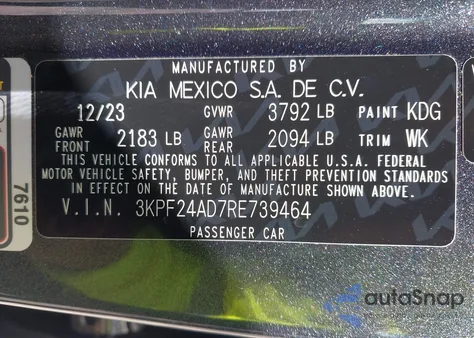 MANUFACTURED BY
KIA MEXICO S.A. DE C.V.
12/23 GVWR 3792 LB PAINT KDG
GAWR FRONT 2183 LB GAWR REAR 2094 LB TRIM WK
THIS VEHICLE CONFORMS TO ALL APPLICABLE U.S.A. FEDERAL
MOTOR VEHICLE SAFETY, BUMPER, AND THEFT PREVENTION STANDARDS
IN EFFECT ON THE DATE OF MANUFACTURE SHOWN ABOVE.
V.I.N. 3KPF24AD7RE739464
PASSENGER CAR
7610
autoSnap